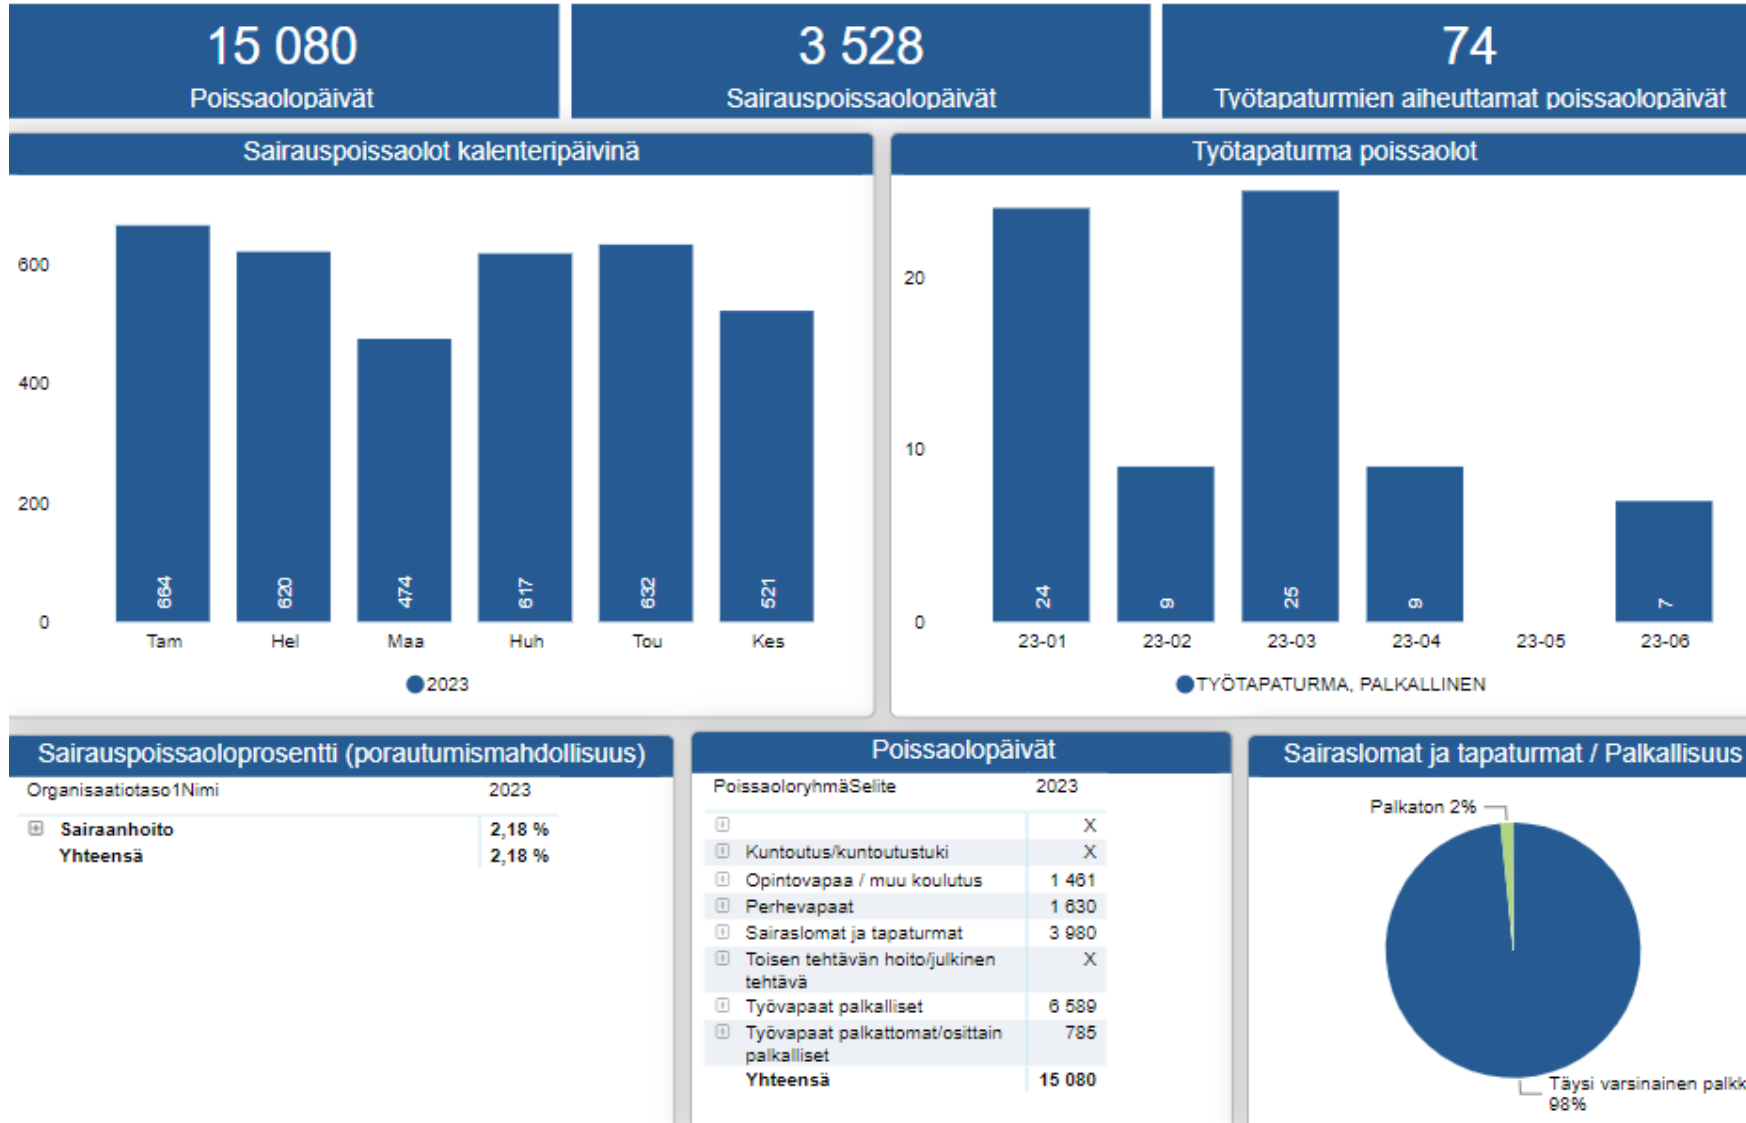 15 080
Poissaolopäivät
3 528
Sairauspoissaolopäivät
74
Työtapaturmien aiheuttamat poissaolopäivät
Sairauspoissaolot kalenteripäivinä
600
400
200
0
664
620
474
617
632
521
Tam
Hel
Maa
Huh
Tou
Kes
2023
Työtapaturma poissaolot
20
10
0
24
9
25
9
7
23-01
23-02
23-03
23-04
23-05
23-06
TYÖTAPATURMA, PALKALLINEN
Sairauspoissaoloprosentti (porautumismahdollisuus)
Organisaatiotaso1Nimi 2023
Sairaanhoito 2,18 %
Yhteensä 2,18 %
Poissaolopäivät
PoissaoloryhmäSelite 2023
X
Kuntoutus/kuntoutustuki X
Opintovapaa / muu koulutus 1 461
Perhevapaat 1 630
Sairaslomat ja tapaturmat 3 980
Toisen tehtävän hoito/julkinen X
tehtävä
Työvapaat palkalliset 6 589
Työvapaat palkattomat/osittain 785
palkalliset
Yhteensä 15 080
Sairaslomat ja tapaturmat / Palkallisuus
Palkaton 2%
Täysi varsinainen palkk
98%